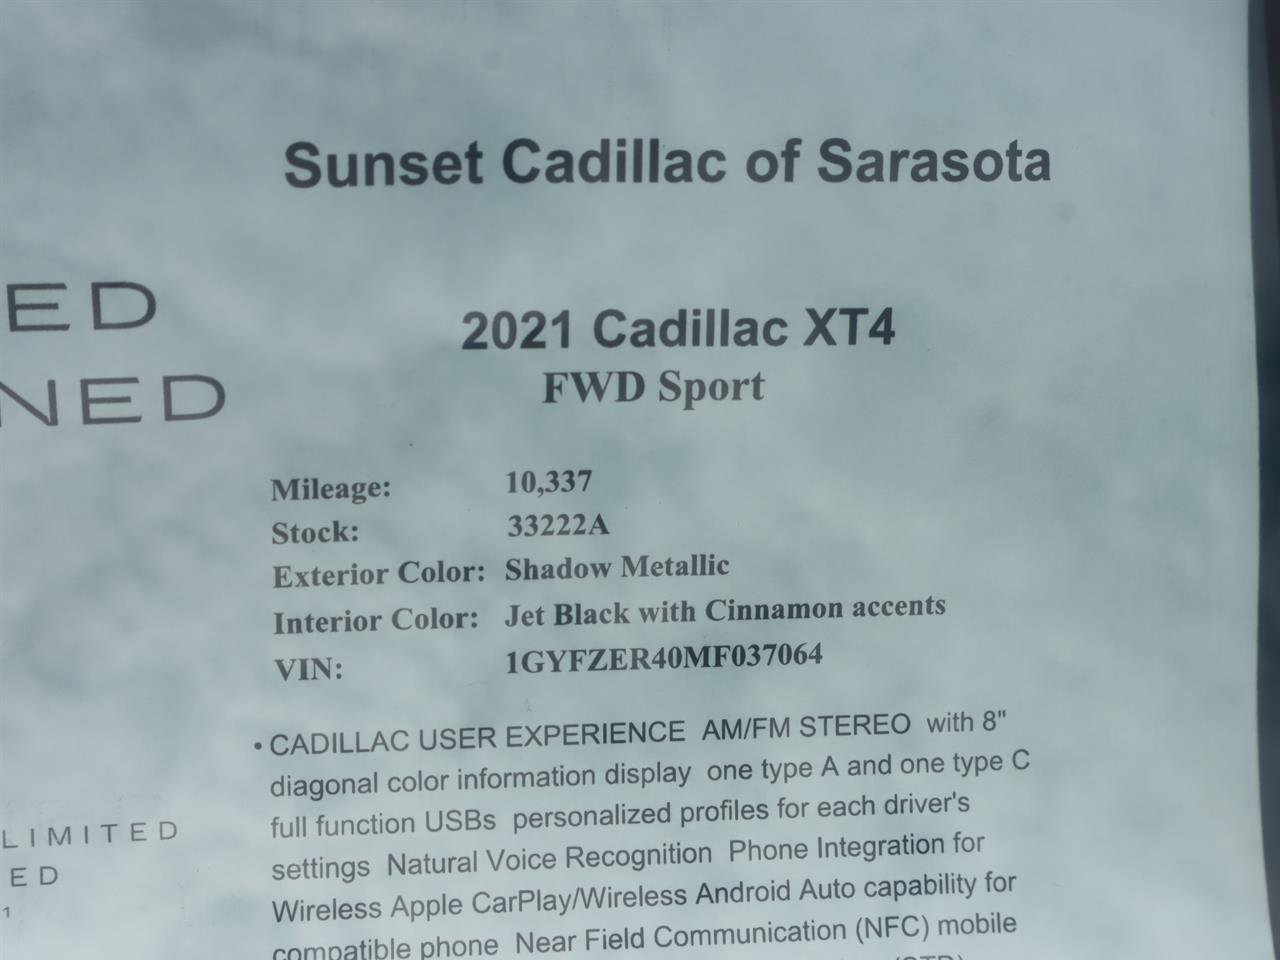 Sunset Cadillac of Sarasota
ED
NED
2021 Cadillac XT4
FWD Sport
Mileage: 10,337
Stock: 33222A
Exterior Color: Shadow Metallic
Interior Color: Jet Black with Cinnamon accents
VIN: 1GYFZER40MF037064
• CADILLAC USER EXPERIENCE AM/FM STEREO with 8"
diagonal color information display one type A and one type C
full function USBs personalized profiles for each driver's
settings Natural Voice Recognition Phone Integration for
Wireless Apple CarPlay/Wireless Android Auto capability for
compatible phone Near Field Communication (NFC) mobile
LIMITED
ED
1